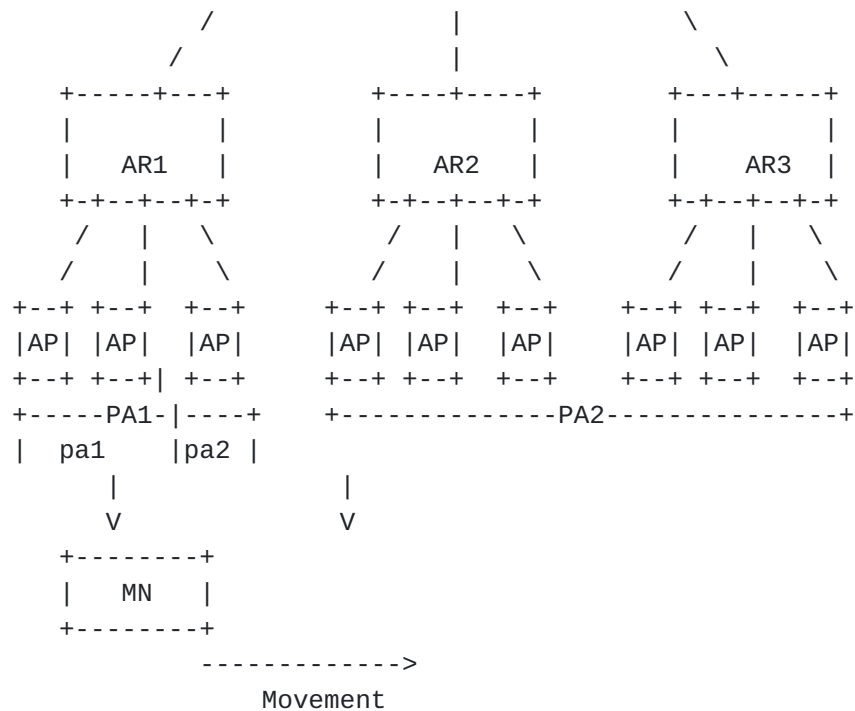 AR1 AR2 AR3
AP AP AP AP AP AP AP AP AP
PA1 PA2
pa1 pa2
V V
MN
Movement